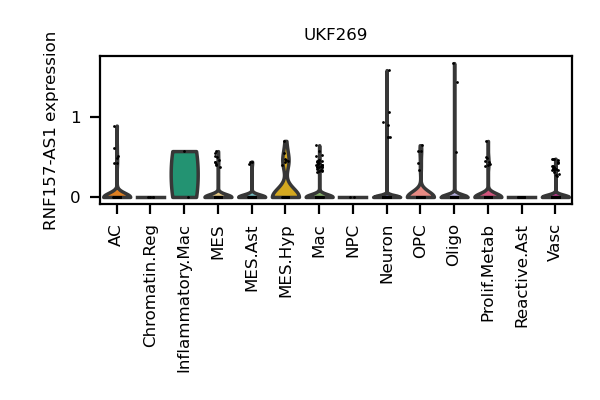 UKF269
RNF157-AS1 expression
1
0
AC
Chromatin.Reg
Inflammatory.Mac
MES
MES.Ast
MES.Hyp
Mac
NPC
Neuron
OPC
Oligo
Prolif.Metab
Reactive.Ast
Vasc